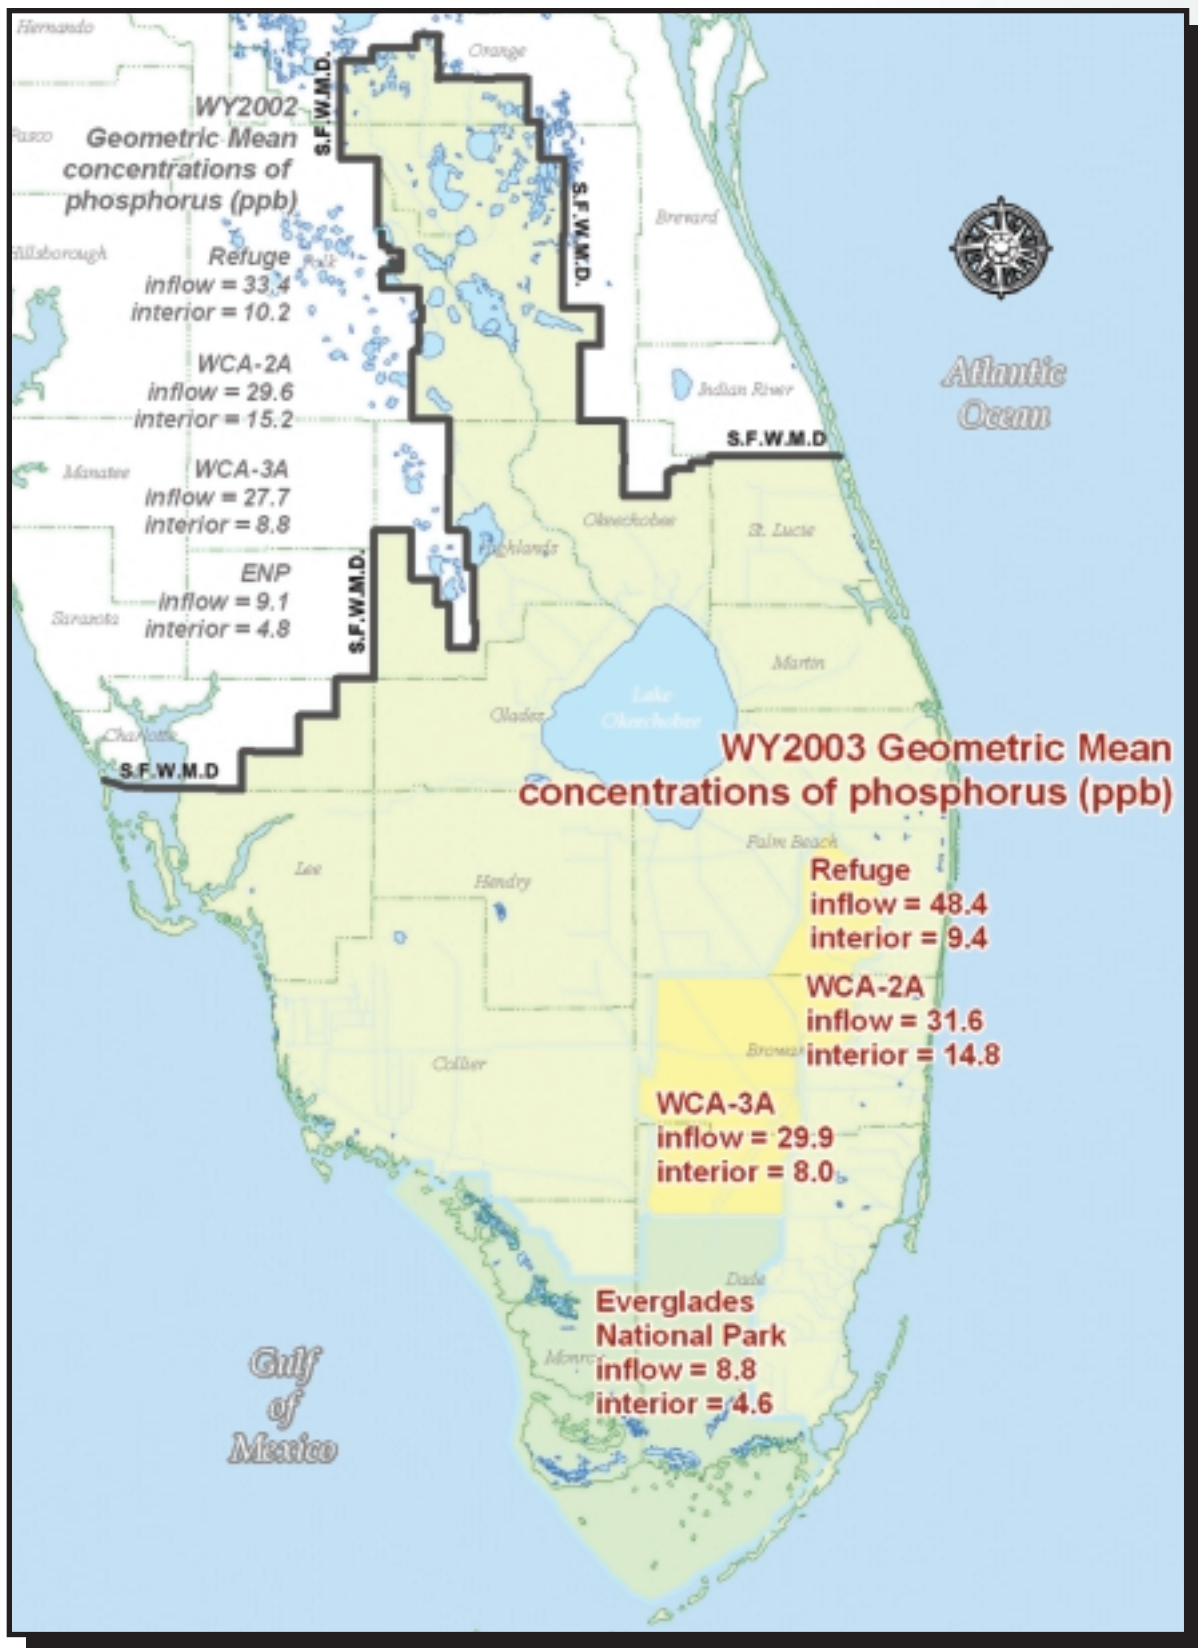 Hernando
Orange
S.F.W.M.D.
WY2002
Geometric Mean
concentrations of
phosphorus (ppb)
Pasco
S.F.W.M.D.
Brevard
Hillsborough
Polk
Refuge
inflow = 33.4
interior = 10.2
WCA-2A
inflow = 29.6
interior = 15.2
Atlantic
Ocean
Indian River
S.F.W.M.D
Manatee
WCA-3A
inflow = 27.7
interior = 8.8
Okeechobee
St. Lucie
Highlands
S.F.W.M.D.
ENP
inflow = 9.1
interior = 4.8
Sarasota
Martin
Lake
Okeechobee
Glades
Charlotte
S.F.W.M.D
WY2003 Geometric Mean
concentrations of phosphorus (ppb)
Palm Beach
Lee
Hendry
Refuge
inflow = 48.4
interior = 9.4
WCA-2A
inflow = 31.6
interior = 14.8
Browar
Collier
WCA-3A
inflow = 29.9
interior = 8.0
Dade
Everglades
National Park
inflow = 8.8
interior = 4.6
Monro
Gulf
of
Mexico